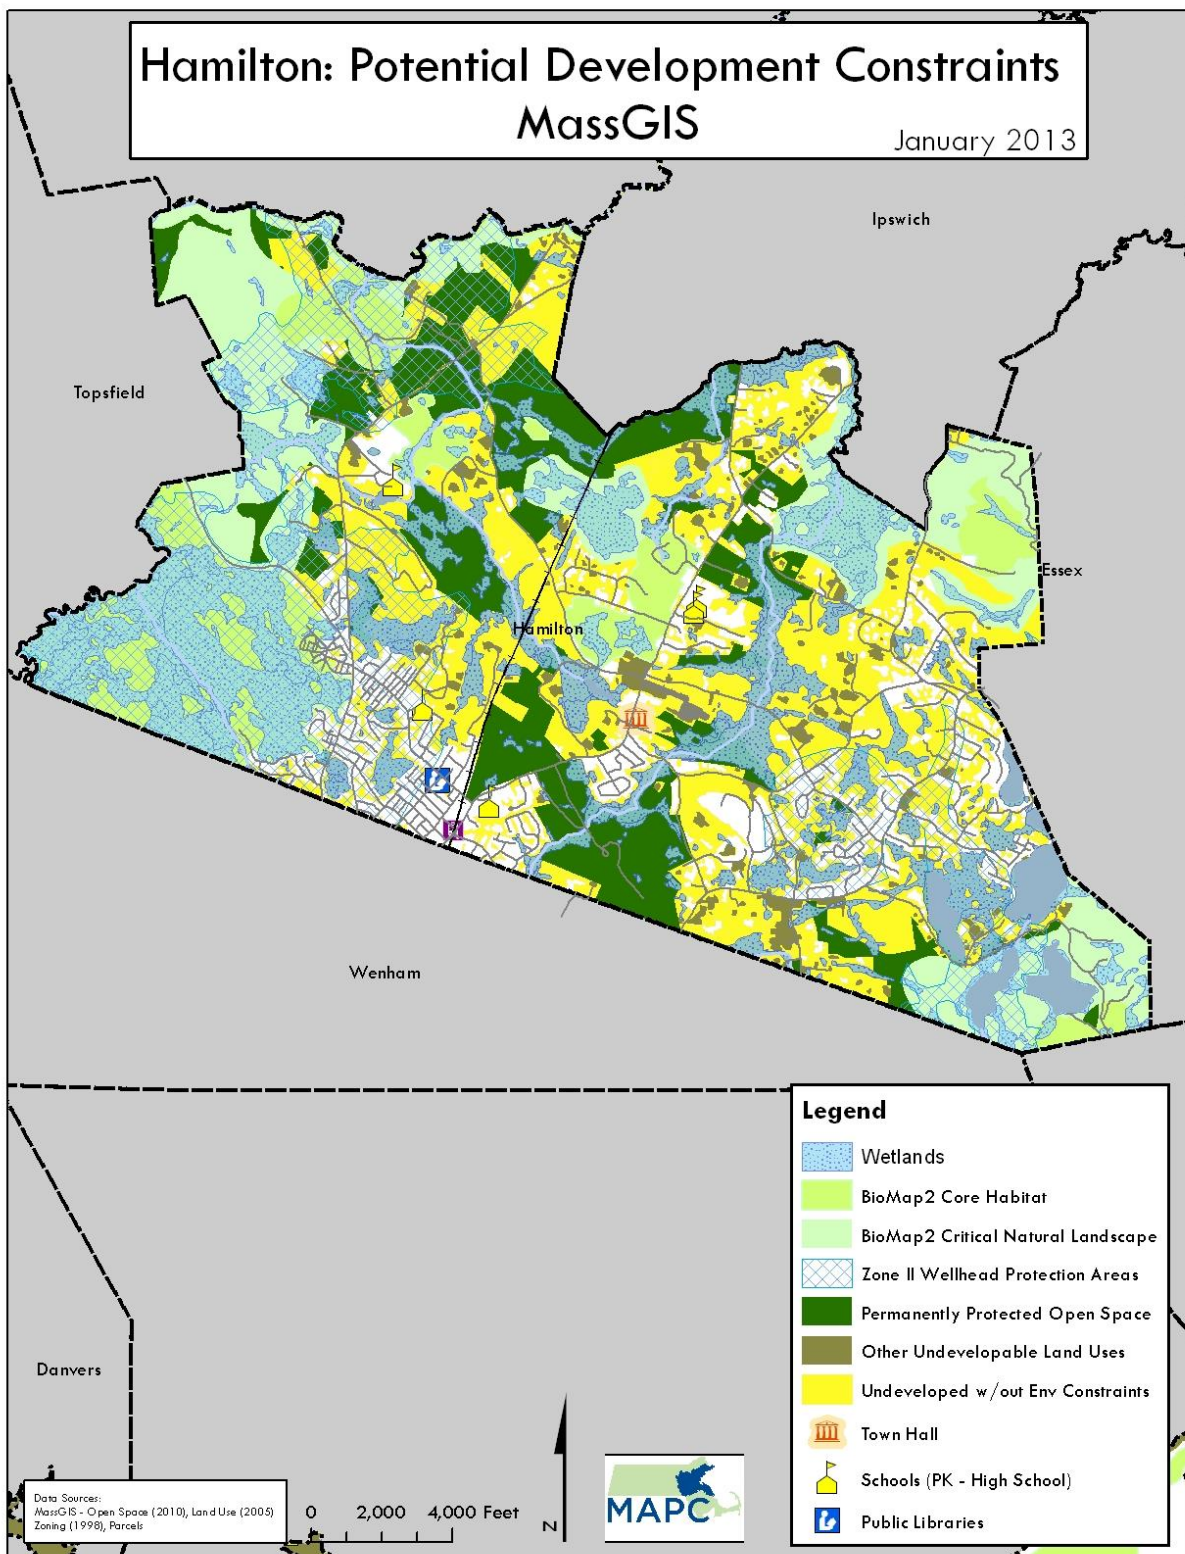 Hamilton: Potential Development Constraints
MassGIS
January 2013
Ipswich
Topsfield
Essex
Hamilton
Wenham
Danvers
Legend
Wetlands
BioMap2 Core Habitat
BioMap2 Critical Natural Landscape
Zone II Wellhead Protection Areas
Permanently Protected Open Space
Other Undevelopable Land Uses
Undeveloped w/out Env Constraints
Town Hall
Schools (PK - High School)
Public Libraries
Data Sources:
MassGIS - Open Space (2010), Land Use (2005)
Zoning (1998), Parcels
0 2,000 4,000 Feet
N
MAPC